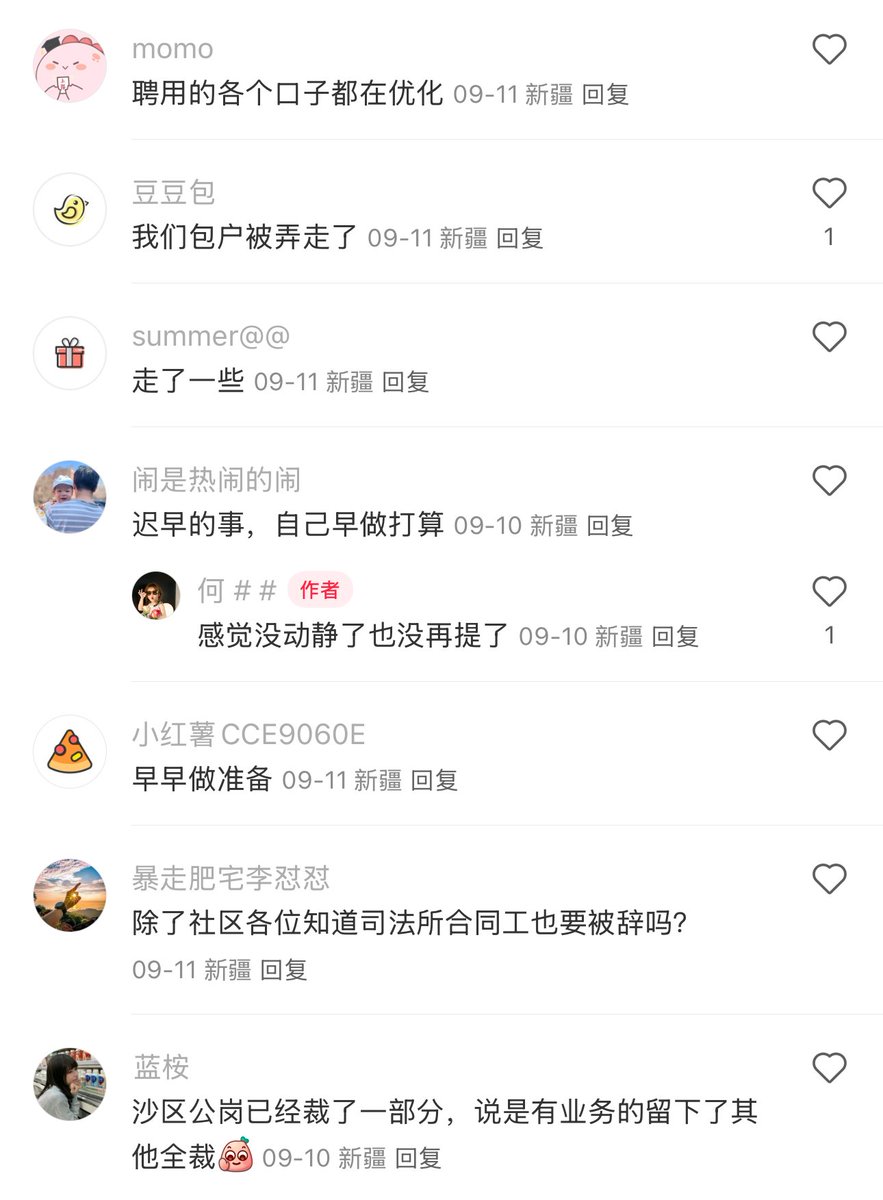 momo
聘用的各个口子都在优化 09-11 新疆 回复
豆豆包
我们包户被弄走了 09-11 新疆 回复
1
summer@@
走了一些 09-11 新疆 回复
闹是热闹的闹
迟早的事，自己早做打算 09-10 新疆 回复
何 # # 作者
感觉没动静了也没再提了 09-10 新疆 回复
1
小红薯CCE9060E
早早做准备 09-11 新疆 回复
暴走肥宅李怼怼
除了社区各位知道司法所合同工也要被辞吗？
09-11 新疆 回复
蓝桉
沙区公岗已经裁了一部分，说是有业务的留下了其
他全裁 09-10 新疆 回复